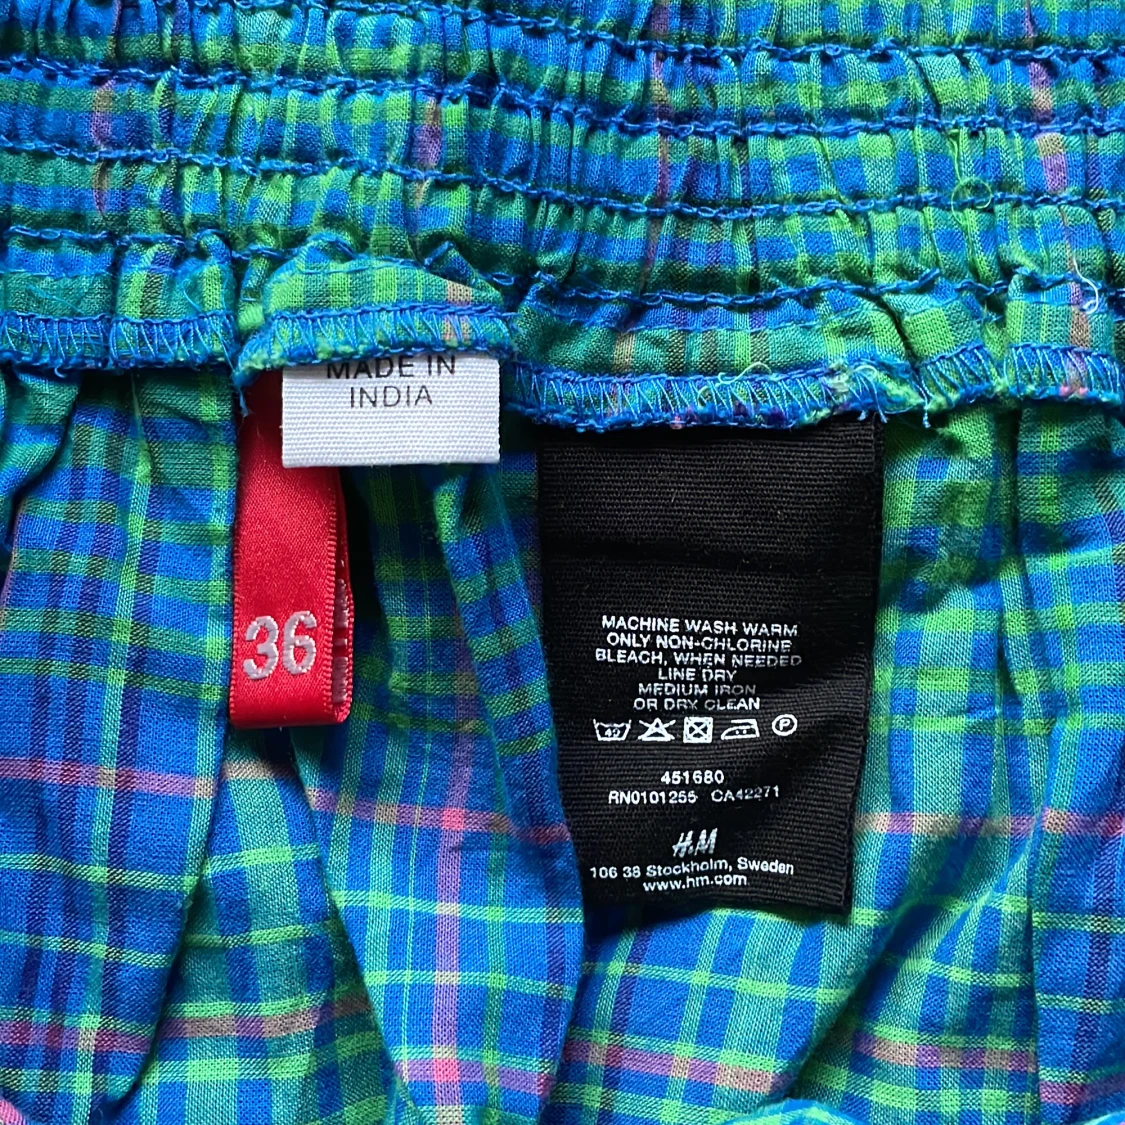 MADE IN
INDIA
36
MACHINE WASH WARM
ONLY NON-CHLORINE
BLEACH, WHEN NEEDED
LINE DRY
MEDIUM IRON
OR DRY CLEAN
40 P
451680
RN0101255 CA42271
H&M
106 38 Stockholm, Sweden
www.hm.com